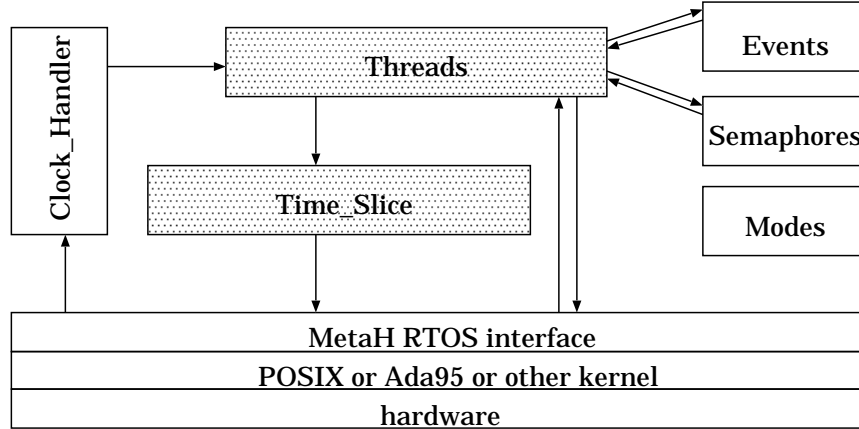 Clock_Handler
Threads
Events
Semaphores
Time_Slice
Modes
MetaH RTOS interface
POSIX or Ada95 or other kernel
hardware